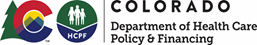 COLORADO
Department of Health Care
Policy & Financing
HCPF